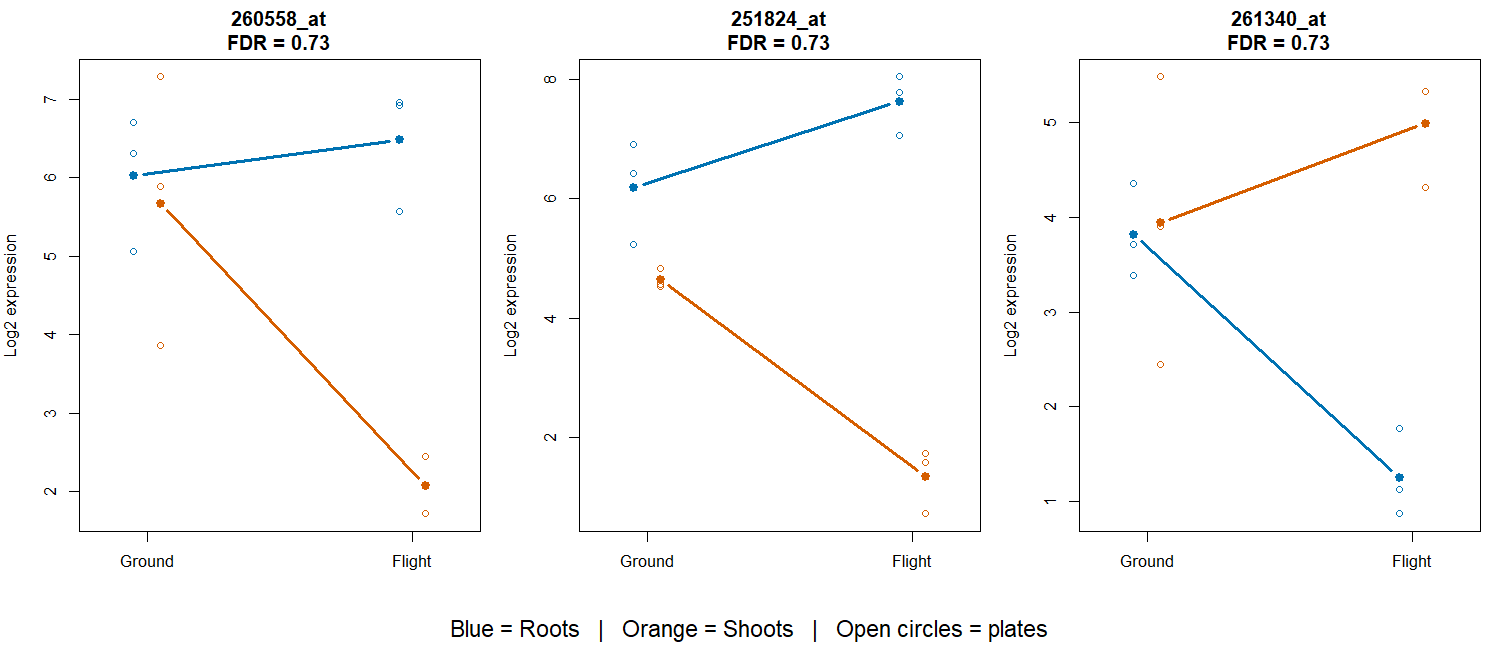 260558_at
FDR = 0.73
Log2 expression
7
6
5
4
3
2
Ground
Flight
251824_at
FDR = 0.73
Log2 expression
8
6
4
2
Ground
Flight
261340_at
FDR = 0.73
Log2 expression
5
4
3
2
1
Ground
Flight
Blue = Roots | Orange = Shoots | Open circles = plates